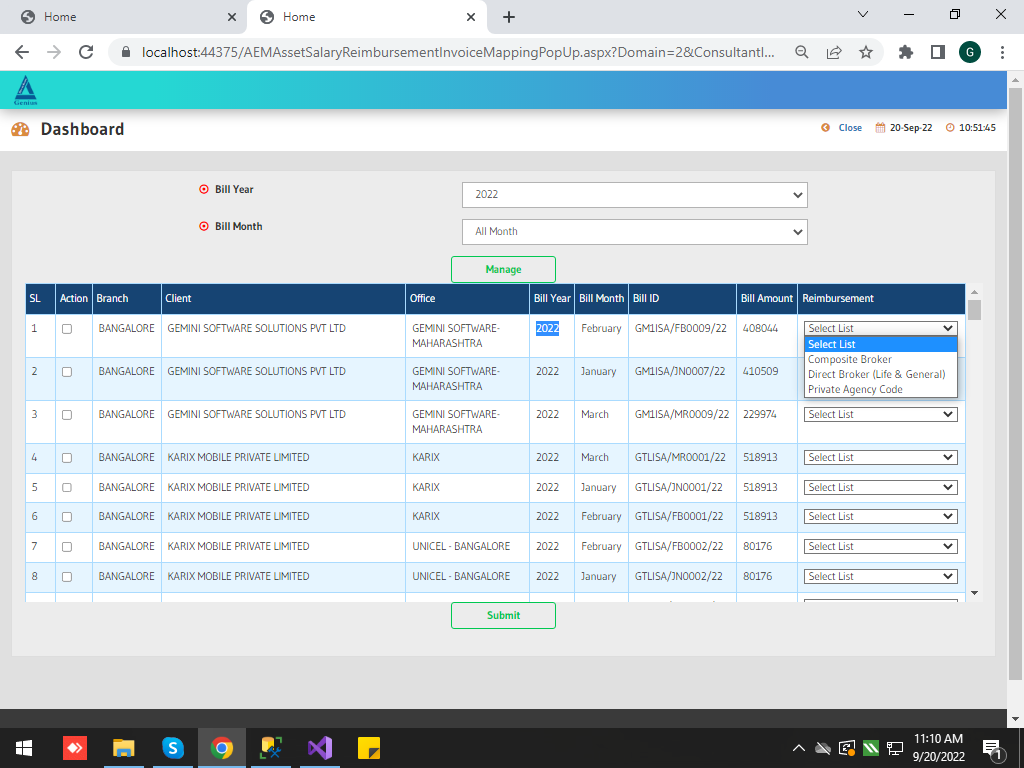 Home
Home
localhost:44375/AEMAssetSalaryReimbursementInvoiceMappingPopUp.aspx?Domain=2&ConsultantI...
G
Genius
Dashboard
Close 20-Sep-22 10:51:45
Bill Year 2022
Bill Month All Month
Manage
SL Action Branch Client Office Bill Year Bill Month Bill ID Bill Amount Reimbursement
1 BANGALORE GEMINI SOFTWARE SOLUTIONS PVT LTD GEMINI SOFTWARE- 2022 February GM1ISA/FB0009/22 408044 Select List
MAHARASHTRA
Select List
Composite Broker
Direct Broker (Life & General)
Private Agency Code
2 BANGALORE GEMINI SOFTWARE SOLUTIONS PVT LTD GEMINI SOFTWARE- 2022 January GM1ISA/JN0007/22 410509
MAHARASHTRA
3 BANGALORE GEMINI SOFTWARE SOLUTIONS PVT LTD GEMINI SOFTWARE- 2022 March GM1ISA/MR0009/22 229974 Select List
MAHARASHTRA
4 BANGALORE KARIX MOBILE PRIVATE LIMITED KARIX 2022 March GTLISA/MR0001/22 518913 Select List
5 BANGALORE KARIX MOBILE PRIVATE LIMITED KARIX 2022 January GTLISA/JN0001/22 518913 Select List
6 BANGALORE KARIX MOBILE PRIVATE LIMITED KARIX 2022 February GTLISA/FB0001/22 518913 Select List
7 BANGALORE KARIX MOBILE PRIVATE LIMITED UNICEL - BANGALORE 2022 February GTLISA/FB0002/22 80176 Select List
8 BANGALORE KARIX MOBILE PRIVATE LIMITED UNICEL - BANGALORE 2022 January GTLISA/JN0002/22 80176 Select List
Submit
11:10 AM
9/20/2022
1